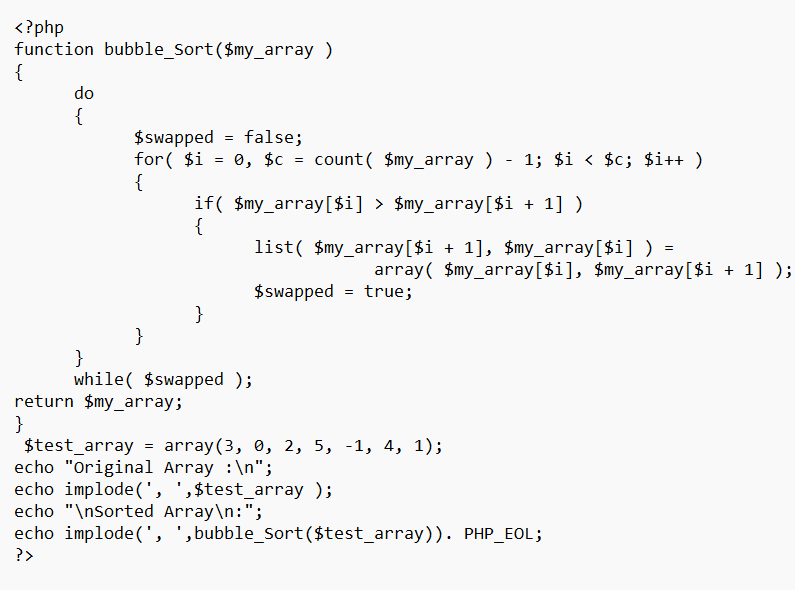 <?php
function bubble_Sort($my_array )
{
      do
      {
            $swapped = false;
            for( $i = 0, $c = count( $my_array ) - 1; $i < $c; $i++ )
            {
                  if( $my_array[$i] > $my_array[$i + 1] )
                  {
                        list( $my_array[$i + 1], $my_array[$i] ) =
                                    array( $my_array[$i], $my_array[$i + 1] );
                        $swapped = true;
                  }
            }
      }
      while( $swapped );
return $my_array;
}
 $test_array = array(3, 0, 2, 5, -1, 4, 1);
echo "Original Array :\n";
echo implode(', ',$test_array );
echo "\nSorted Array\n:";
echo implode(', ',bubble_Sort($test_array)). PHP_EOL;
?>